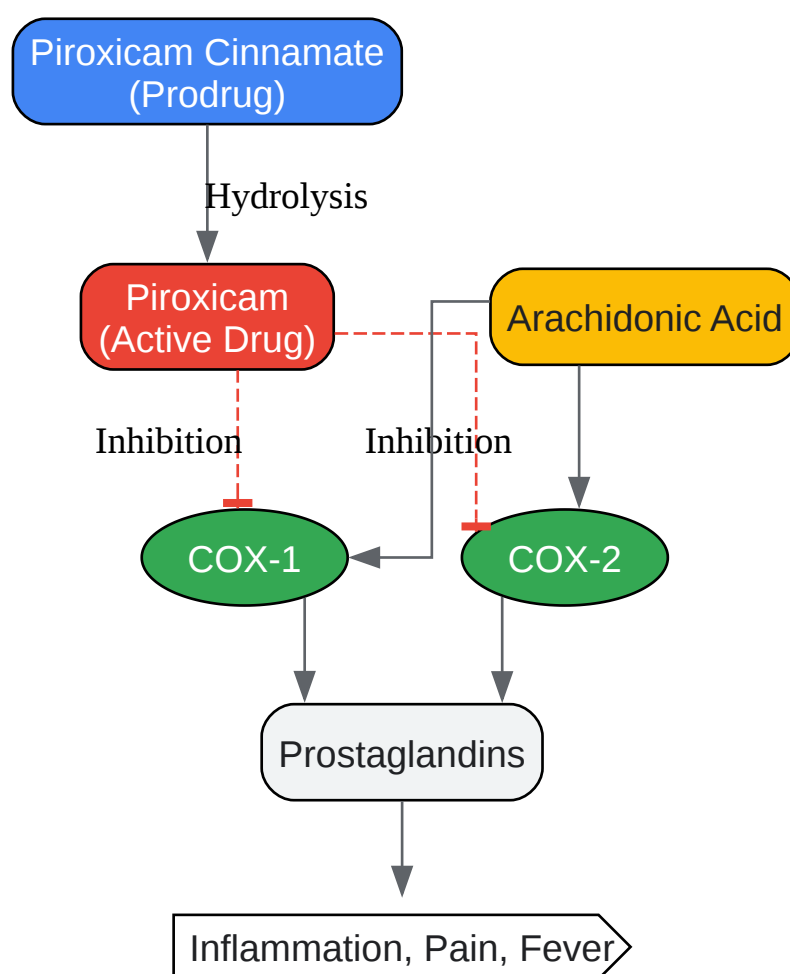 Piroxicam Cinnamate
(Prodrug)
Hydrolysis
Piroxicam
(Active Drug)
Arachidonic Acid
Inhibition
Inhibition
COX-1
COX-2
Prostaglandins
Inflammation, Pain, Fever